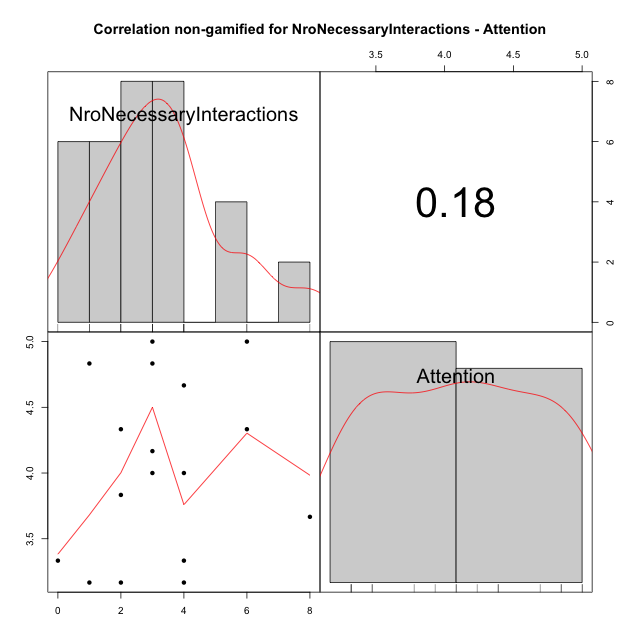 Correlation non-gamified for NroNecessaryInteractions - Attention
3.5 4.0 4.5 5.0
NroNecessaryInteractions
0.18
8
6
4
2
0
5.0
4.5
4.0
3.5
Attention
0 2 4 6 8